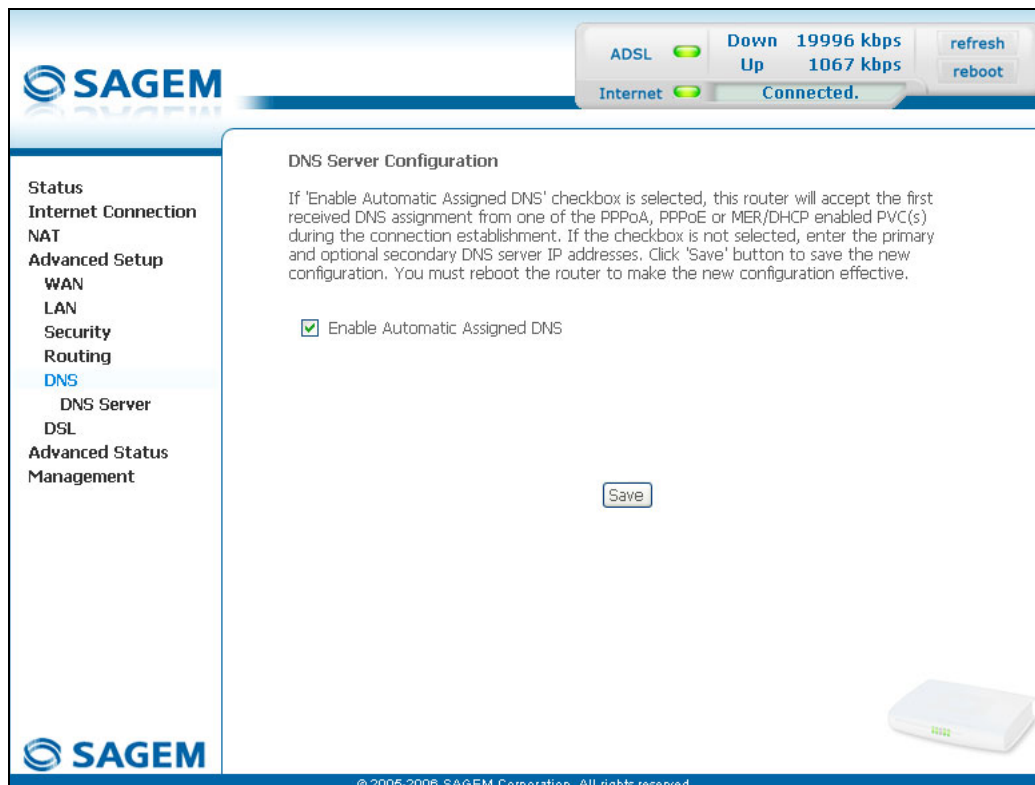 SAGEM
ADSL
Down 19996 kbps
Up 1067 kbps
Internet
Connected.
refresh
reboot
Status
Internet Connection
NAT
Advanced Setup
WAN
LAN
Security
Routing
DNS
DNS Server
DSL
Advanced Status
Management
DNS Server Configuration
If 'Enable Automatic Assigned DNS' checkbox is selected, this router will accept the first
received DNS assignment from one of the PPPoA, PPPoE or MER/DHCP enabled PVC(s)
during the connection establishment. If the checkbox is not selected, enter the primary
and optional secondary DNS server IP addresses. Click 'Save' button to save the new
configuration. You must reboot the router to make the new configuration effective.
Enable Automatic Assigned DNS
Save
SAGEM
© 2005-2006 SAGEM Corporation. All rights reserved.